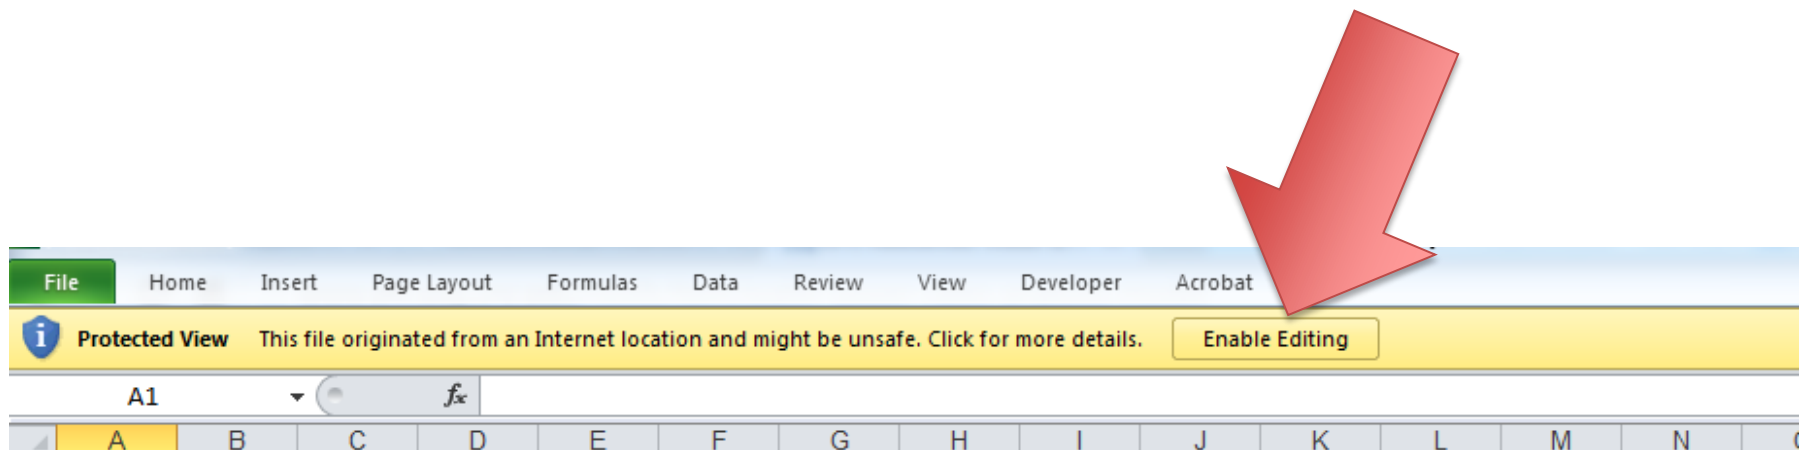 File Home Insert Page Layout Formulas Data Review View Developer Acrobat
Protected View This file originated from an Internet location and might be unsafe. Click for more details. Enable Editing
A1 fx
A B C D E F G H I J K L M N